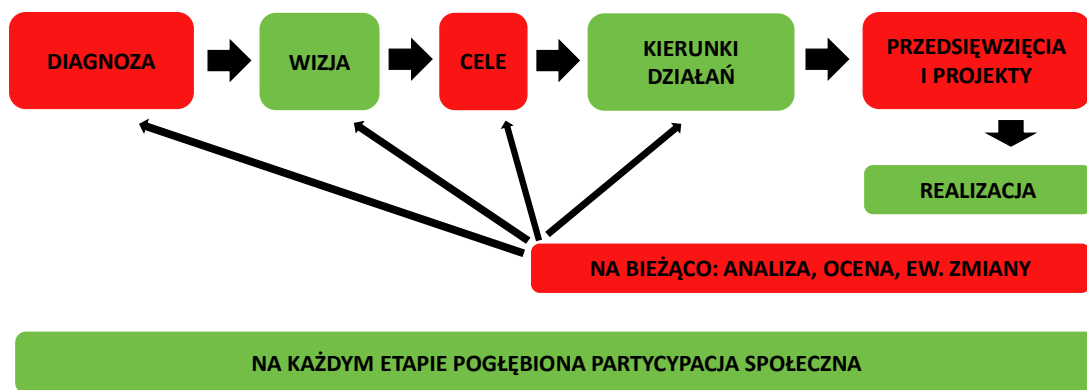 DIAGNOZA
WIZJA
CELE
KIERUNKI
DZIAŁAŃ
PRZEDSIĘWZIĘCIA
I PROJEKTY
REALIZACJA
NA BIEŻĄCO: ANALIZA, OCENA, EW. ZMIANY
NA KAŻDYM ETAPIE POGŁĘBIONA PARTYCYPACJA SPOŁECZNA